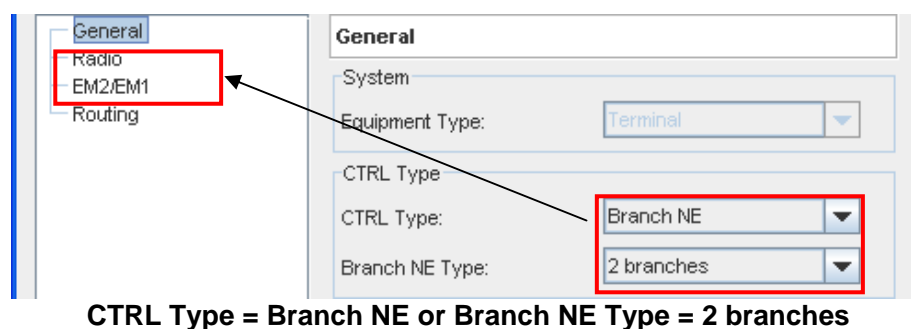 General
Radio
EM2/EM1
Routing
General
System
Equipment Type:
Terminal
CTRL Type
CTRL Type:
Branch NE
Branch NE Type:
2 branches
CTRL Type = Branch NE or Branch NE Type = 2 branches